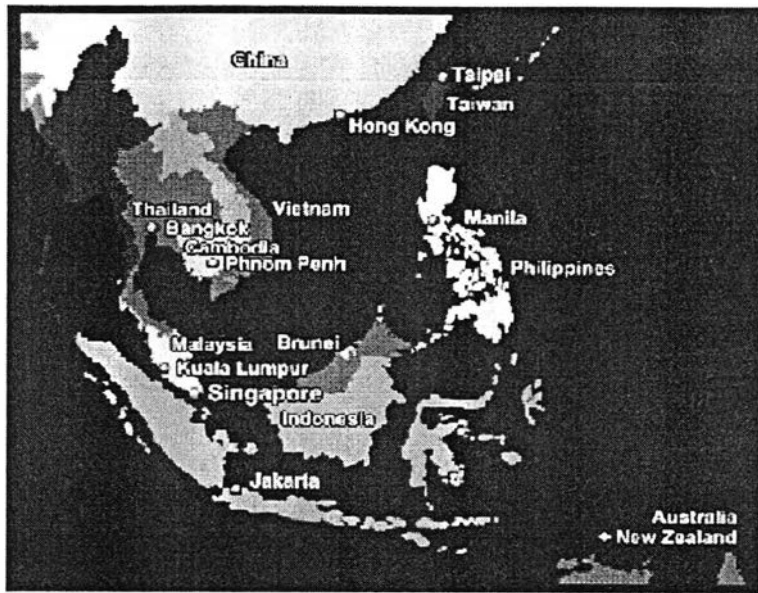 China
Taipei
Taiwan
Hong Kong
Thailand
Vietnam
Bangkok
Manila
Cambodia
Phnom Penh
Philippines
Malaysia
Brunei
Kuala Lumpur
Singapore
Indonesia
Jakarta
Australia
New Zealand